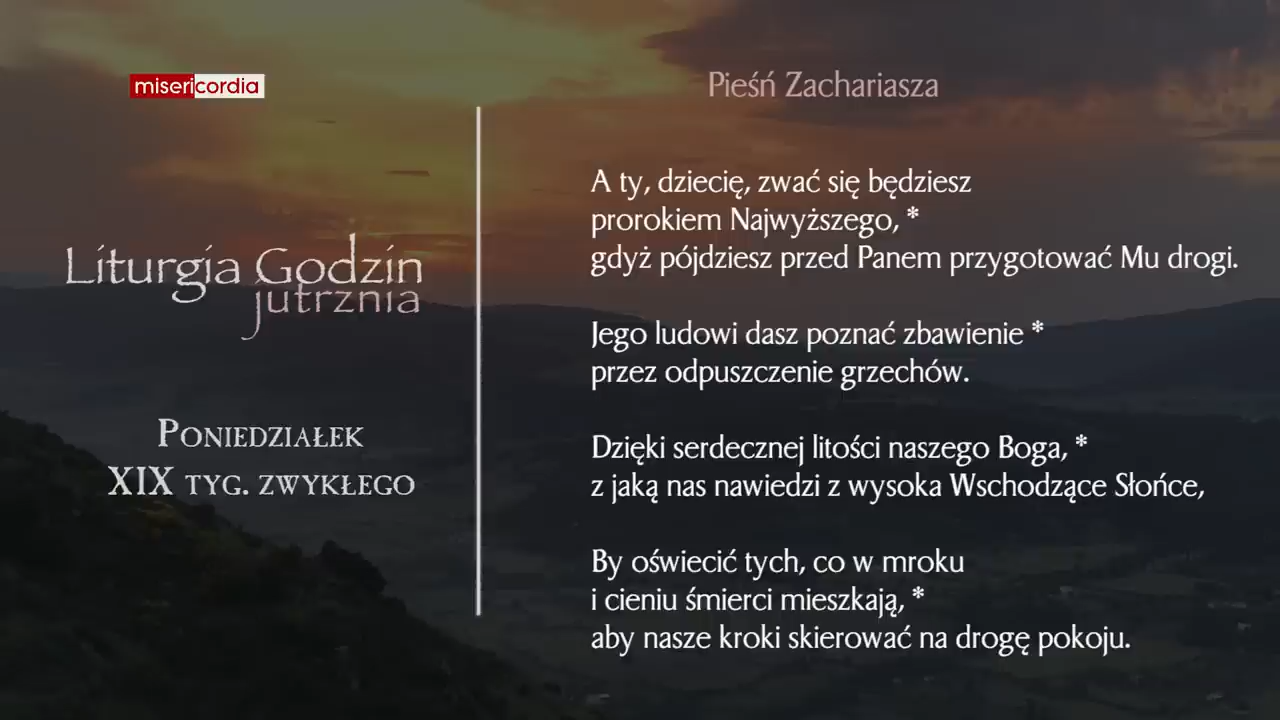 misericordia
Pieśń Zachariasza
Liturgia Godzin
jutrznia
Poniedziałek
XIX tyg. zwykłego
A ty, dziecię, zwać się będziesz
prorokiem Najwyższego, *
gdyż pójdziesz przed Panem przygotować Mu drogi.
Jego ludowi dasz poznać zbawienie *
przez odpuszczenie grzechów.
Dzięki serdecznej litości naszego Boga, *
z jaką nas nawiedzi z wysoka Wschodzące Słońce,
By oświecić tych, co w mroku
i cieniu śmierci mieszkają, *
aby nasze kroki skierować na drogę pokoju.